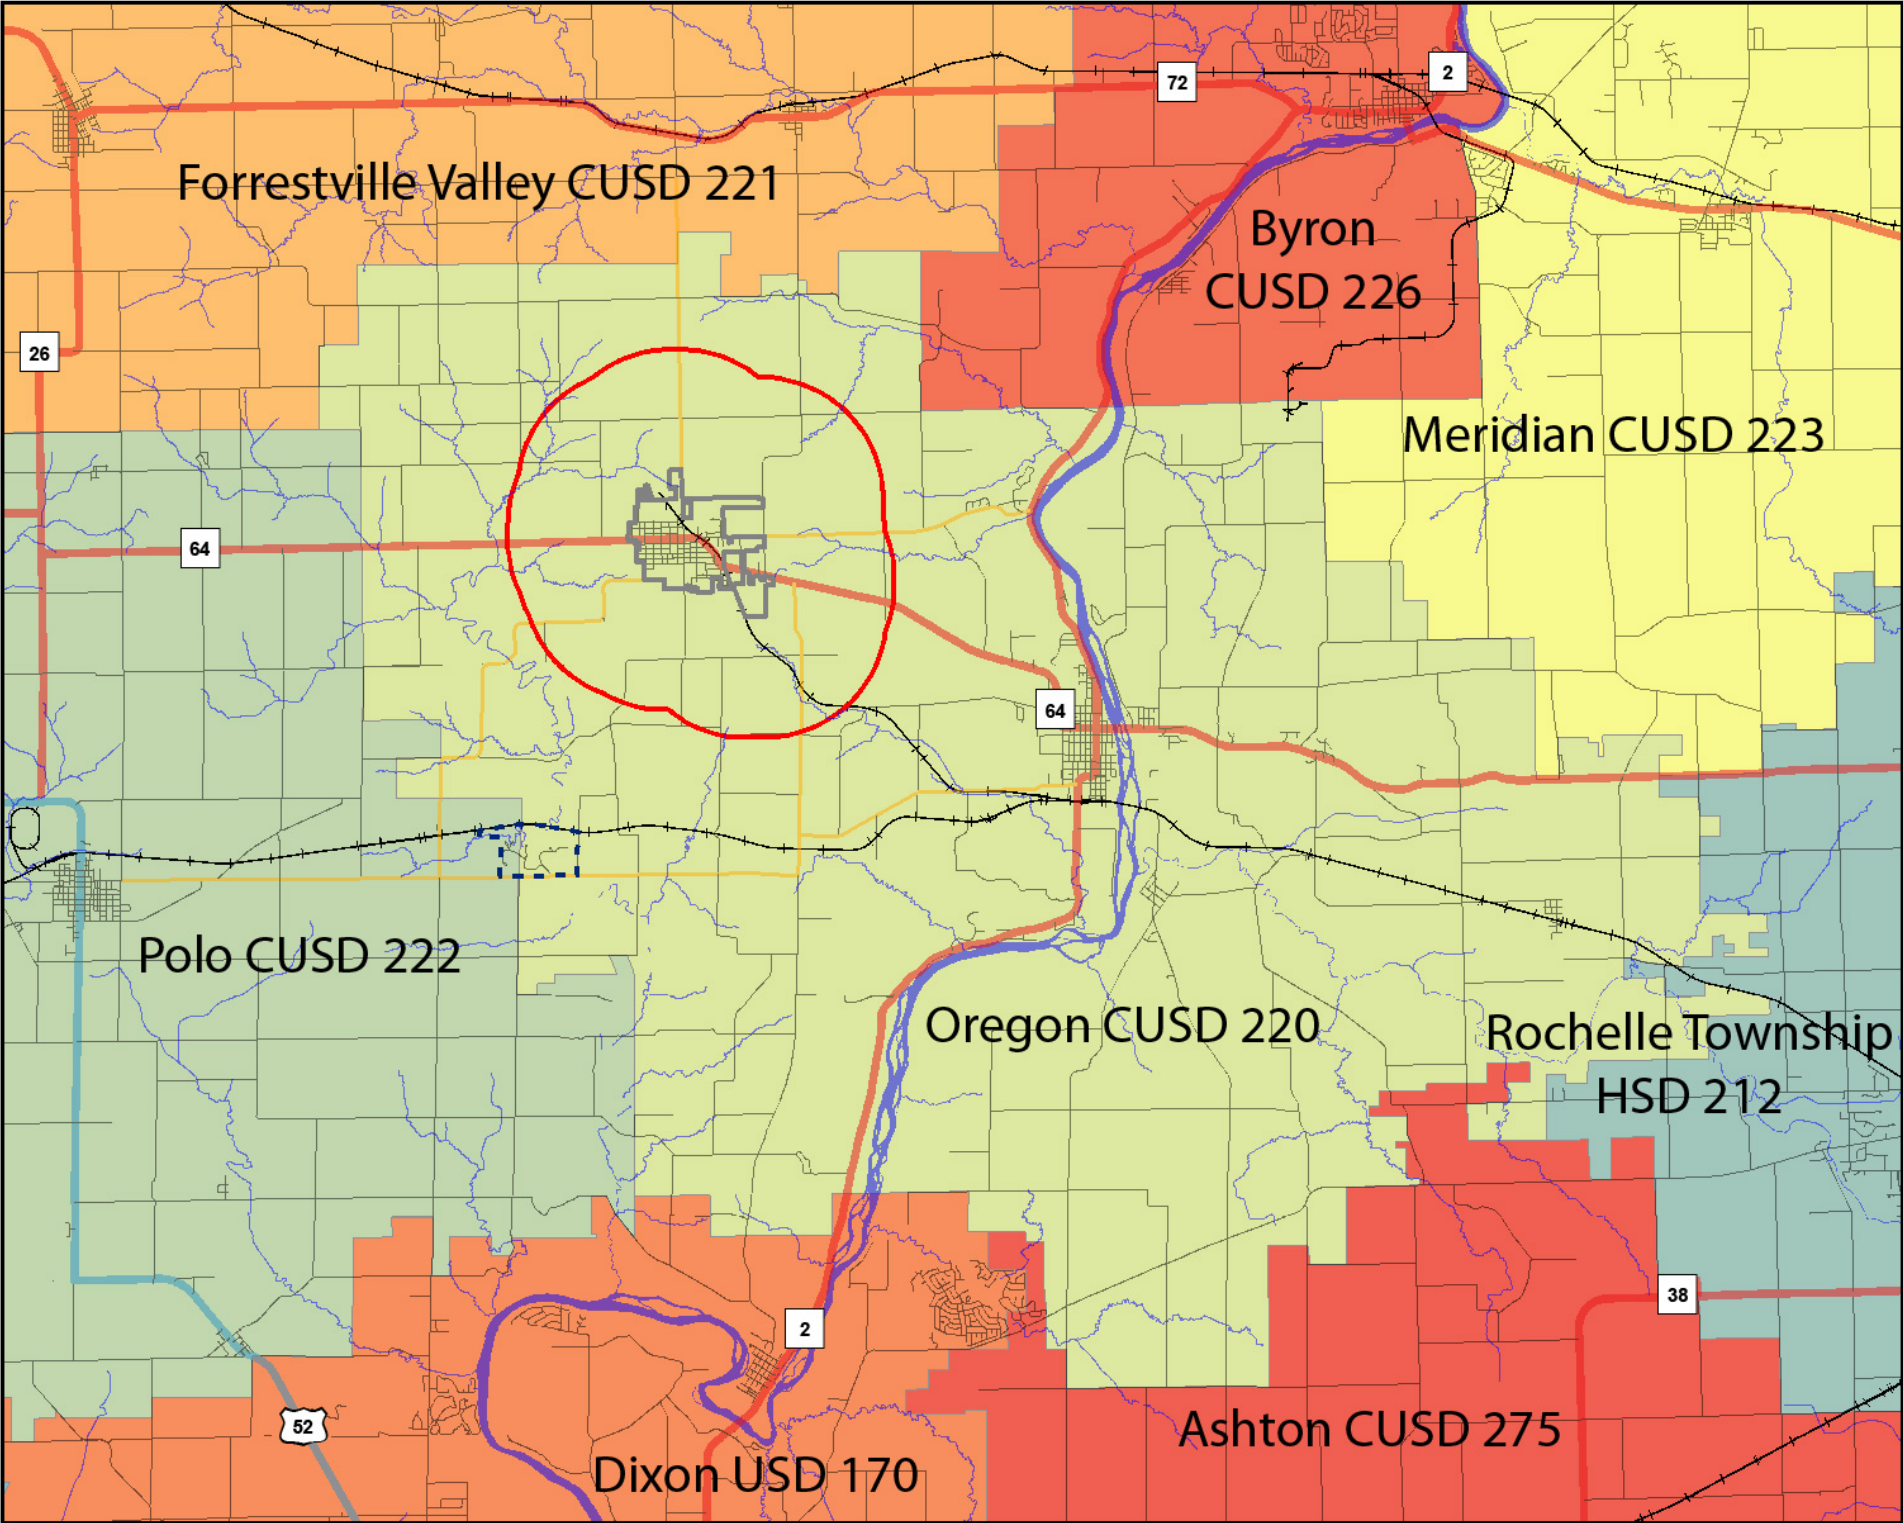 72
2
Forrestville Valley CUSD 221
Byron
CUSD 226
26
Meridian CUSD 223
64
64
Polo CUSD 222
Oregon CUSD 220
Rochelle Township
HSD 212
38
2
52
Ashton CUSD 275
Dixon USD 170